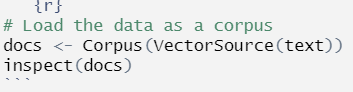 {r}
# Load the data as a corpus
docs <- Corpus(VectorSource(text))
inspect(docs)
```